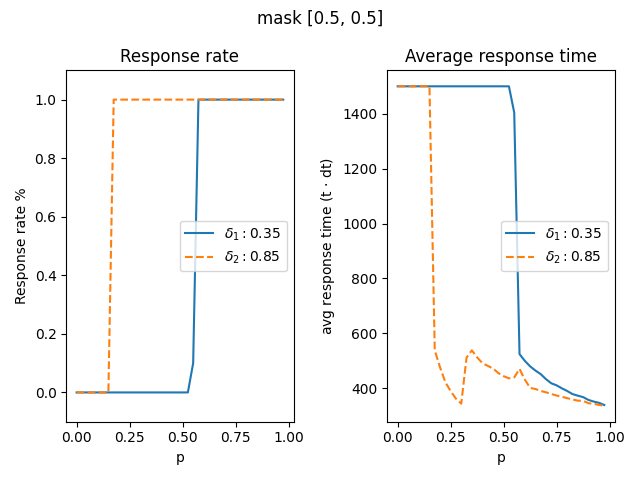 mask [0.5, 0.5]
Response rate
Response rate %
1.0
0.8
0.6
0.4
0.2
0.0
δ₁ : 0.35
δ₂ : 0.85
0.00 0.25 0.50 0.75 1.00
p
Average response time
avg response time (t · dt)
1400
1200
1000
800
600
400
δ₁ : 0.35
δ₂ : 0.85
0.00 0.25 0.50 0.75 1.00
p